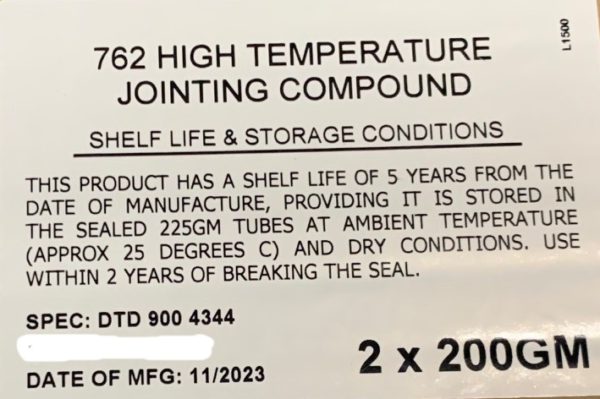 762 HIGH TEMPERATURE
JOINTING COMPOUND
L1500
SHELF LIFE & STORAGE CONDITIONS
THIS PRODUCT HAS A SHELF LIFE OF 5 YEARS FROM THE
DATE OF MANUFACTURE, PROVIDING IT IS STORED IN
THE SEALED 225GM TUBES AT AMBIENT TEMPERATURE
(APPROX 25 DEGREES C) AND DRY CONDITIONS. USE
WITHIN 2 YEARS OF BREAKING THE SEAL.
SPEC: DTD 900 4344
2 x 200GM
DATE OF MFG: 11/2023